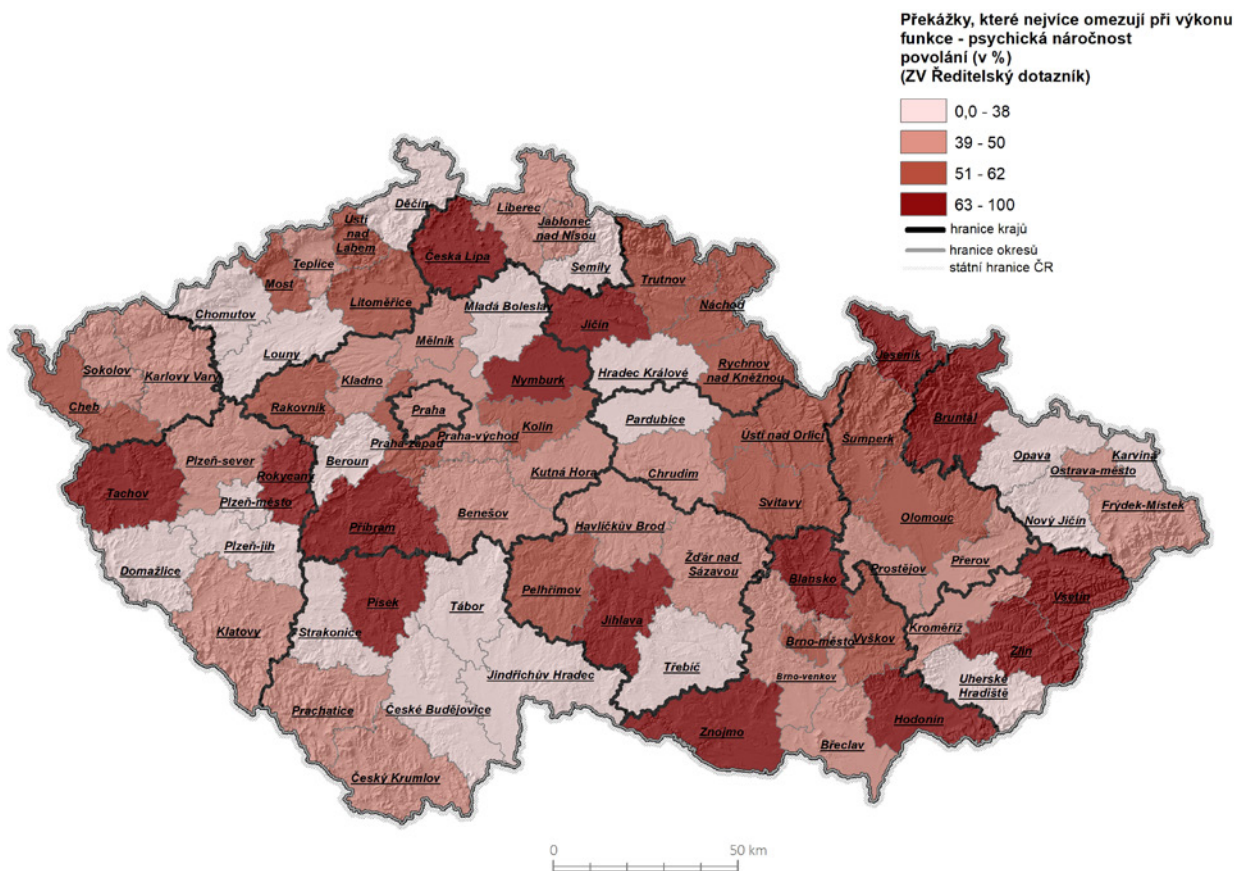 Překážky, které nejvíce omezují při výkonu
funkce - psychická náročnost
povolání (v %)
(ZV Ředitelský dotazník)
0,0 - 38
39 - 50
51 - 62
63 - 100
hranice krajů
hranice okresů
státní hranice ČR
Děčín
Liberec
Ústí
nad
Labem
Jablonec
nad Nisou
Česká Lípa
Teplice
Semily
Most
Trutnov
Litoměřice
Mladá Boleslav
Náchod
Chomutov
Jičín
Mělník
Louny
Jeseník
Sokolov
Karlovy Vary
Hradec Králové
Rychnov
nad Kněžnou
Kladno
Nymburk
Cheb
Rakovník
Praha
Pardubice
Bruntál
Kolín
Praha-západ
Praha-východ
Ústí nad Orlicí
Šumperk
Beroun
Plzeň-sever
Opava
Karviná
Ostrava-město
Kutná Hora
Chrudim
Rokycany
Tachov
Plzeň-město
Svitavy
Frýdek-Místek
Příbram
Benešov
Olomouc
Nový Jičín
Havlíčkův Brod
Plzeň-jih
Domažlice
Žďár nad
Sázavou
Přerov
Prostějov
Blansko
Pelhřimov
Vsetín
Písek
Tábor
Jihlava
Strakonice
Klatovy
Kroměříž
Brno-město
Vyškov
Zlín
Třebíč
Jindřichův Hradec
Brno-venkov
Uherské
Hradiště
České Budějovice
Prachatice
Hodonín
Znojmo
Břeclav
Český Krumlov
0
50 km